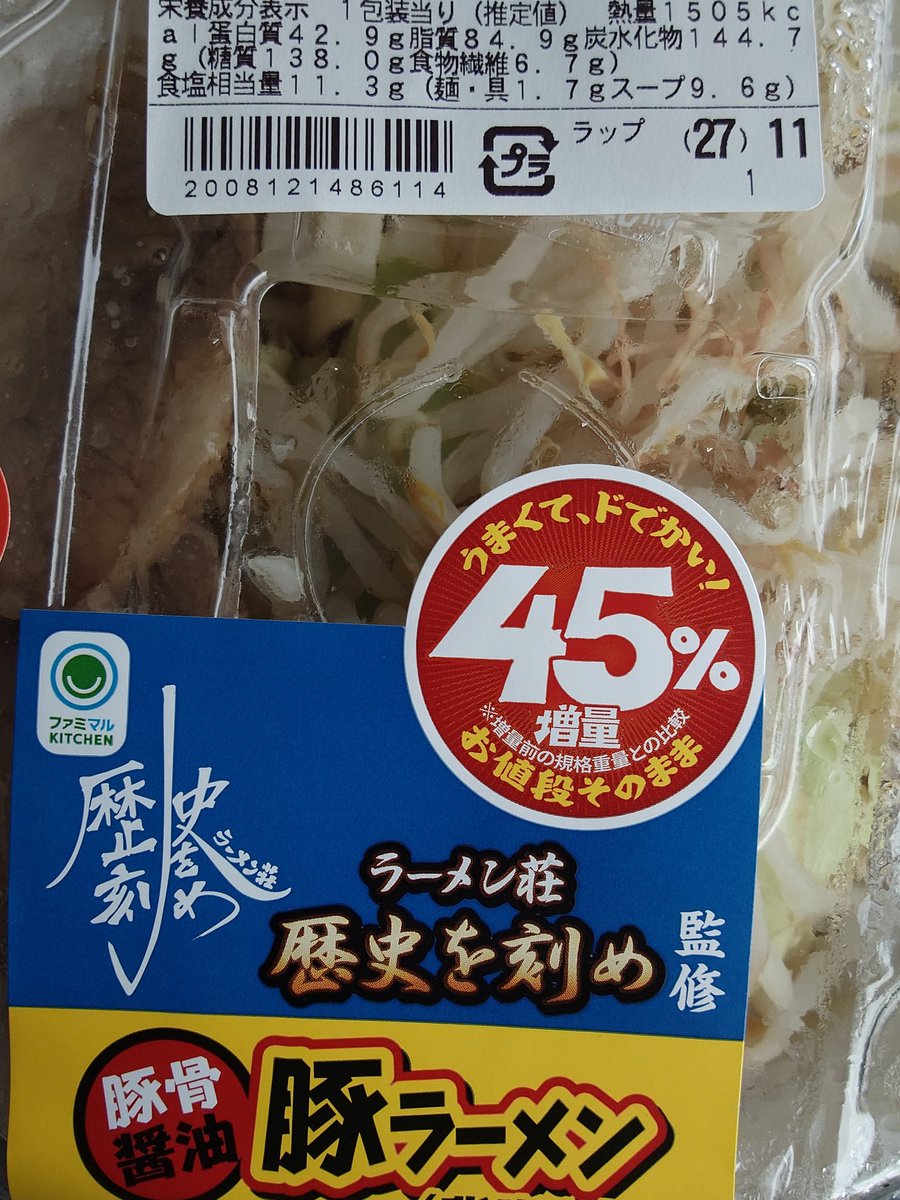 栄養成分表示 1包装当り(推定値) 熱量1505kc
al蛋白質42.9g脂質84.9g炭水化物144.7
g(糖質138.0g食物繊維6.7g)
食塩相当量11.3g(麺・具1.7gスープ9.6g)
プラ
ラップ
(27) 11
2008121486114
1
うまくて、ドでかい!
45%
増量
※増量前の規格重量との比較
お値段そのまま
ファミマル
KITCHEN
歴史を刻め
ラーメン荘
ラーメン荘
歴史を刻め
監修
豚骨
醤油
豚ラーメン